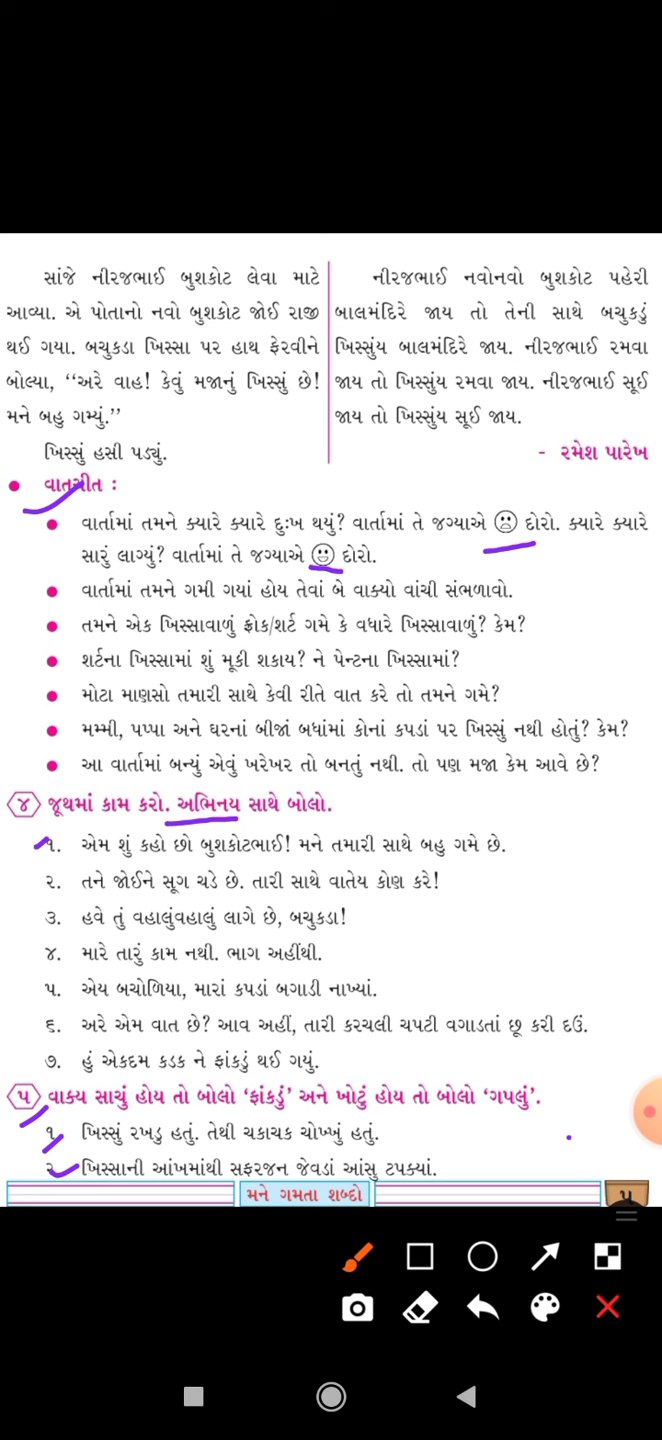 સાંજે નીરજભાઈ બુશકોટ લેવા માટે
આવ્યા. એ પોતાનો નવો બુશકોટ જોઈ રાજી
થઈ ગયા. બચુકડા ખિસ્સા પર હાથ ફેરવીને
બોલ્યા, ‘‘અરે વાહ! કેવું મજાનું ખિસ્સું છે!
મને બહુ ગમ્યું.’’
ખિસ્સું હસી પડ્યું.
નીરજભાઈ નવોનવો બુશકોટ પહેરી
બાલમંદિરે જાય તો તેની સાથે બચુકડું
ખિસ્સુંય બાલમંદિરે જાય. નીરજભાઈ રમવા
જાય તો ખિસ્સુંય રમવા જાય. નીરજભાઈ સૂઈ
જાય તો ખિસ્સુંય સૂઈ જાય.
- રમેશ પારેખ
● વાતચીત :
● વાર્તામાં તમને ક્યારે ક્યારે દુઃખ થયું? વાર્તામાં તે જગ્યાએ ☹ દોરો. ક્યારે ક્યારે
સારું લાગ્યું? વાર્તામાં તે જગ્યાએ ☺ દોરો.
● વાર્તામાં તમને ગમી ગયાં હોય તેવાં બે વાક્યો વાંચી સંભળાવો.
● તમને એક ખિસ્સાવાળું ફ્રોક/શર્ટ ગમે કે વધારે ખિસ્સાવાળું? કેમ?
● શર્ટના ખિસ્સામાં શું મૂકી શકાય? ને પેન્ટના ખિસ્સામાં?
● મોટા માણસો તમારી સાથે કેવી રીતે વાત કરે તો તમને ગમે?
● મમ્મી, પપ્પા અને ઘરનાં બીજાં બધાંમાં કોનાં કપડાં પર ખિસ્સું નથી હોતું? કેમ?
● આ વાર્તામાં બન્યું એવું ખરેખર તો બનતું નથી. તો પણ મજા કેમ આવે છે?
૪ જૂથમાં કામ કરો. અભિનય સાથે બોલો.
૧. એમ શું કહો છો બુશકોટભાઈ! મને તમારી સાથે બહુ ગમે છે.
૨. તને જોઈને સૂગ ચડે છે. તારી સાથે વાતેય કોણ કરે!
૩. હવે તું વહાલુંવહાલું લાગે છે, બચુકડા!
૪. મારે તારું કામ નથી. ભાગ અહીંથી.
૫. એય બચોળિયા, મારાં કપડાં બગાડી નાખ્યાં.
૬. અરે એમ વાત છે? આવ અહીં, તારી કરચલી ચપટી વગાડતાં છૂ કરી દઉં.
૭. હું એકદમ કડક ને ફાંકડું થઈ ગયું.
૫ વાક્ય સાચું હોય તો બોલો ‘ફાંકડું’ અને ખોટું હોય તો બોલો ‘ગપલું’.
૧. ખિસ્સું રખડુ હતું. તેથી ચકાચક ચોખ્ખું હતું.
૨. ખિસ્સાની આંખમાંથી સફરજન જેવડાં આંસુ ટપક્યાં.
મને ગમતા શબ્દો
૫